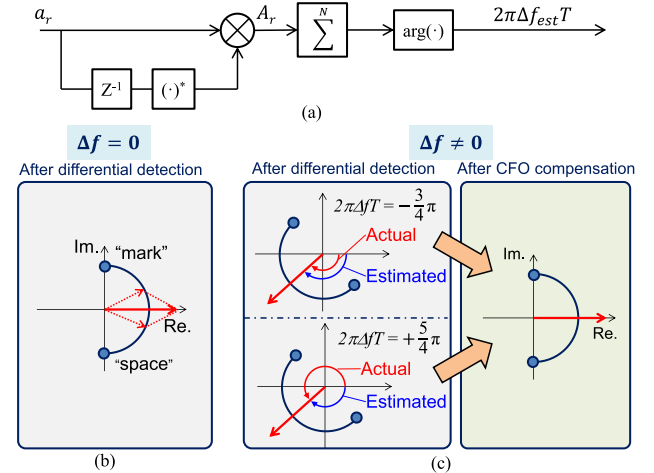 a_r
A_r
2πΔf_est T
N
∑
arg(·)
Z⁻¹
(·)*
(a)
Δf = 0
Δf ≠ 0
After differential detection
After differential detection
After CFO compensation
Im.
"mark"
Re.
"space"
2πΔfT = −3/4π
Actual
Estimated
2πΔfT = +5/4π
Actual
Estimated
Im.
Re.
(b)
(c)